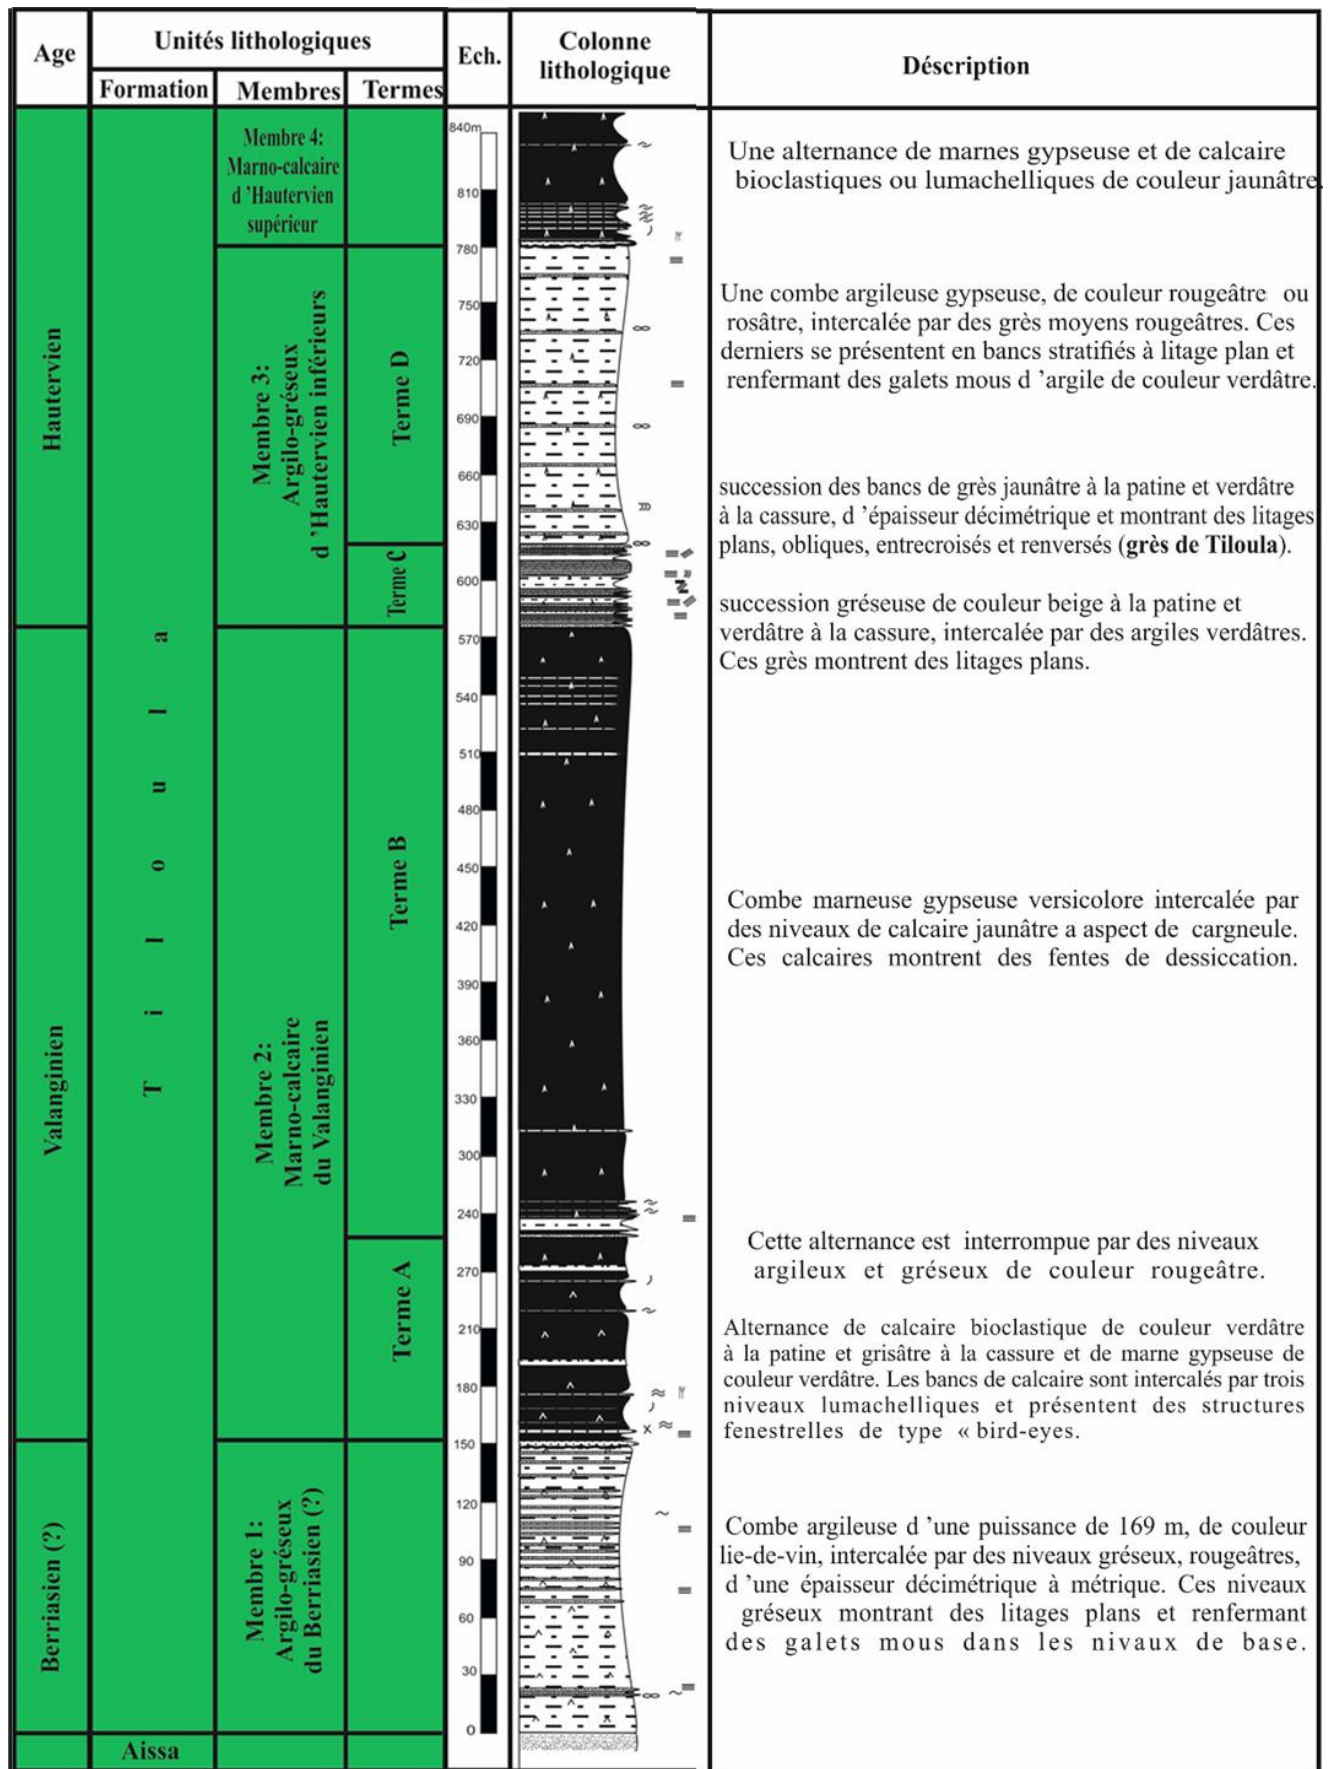 Age
Unités lithologiques
Ech.
Colonne
lithologique
Déscription
Formation
Membres
Termes
Hautervien
Valanginien
Berriasien (?)
Tiloula
Aissa
Membre 4:
Marno-calcaire
d 'Hautervien
supérieur
Membre 3:
Argilo-gréseux
d 'Hautervien inférieurs
Membre 2:
Marno-calcaire
du Valanginien
Membre 1:
Argilo-gréseux
du Berriasien (?)
Terme D
Terme C
Terme B
Terme A
840m
810
780
750
720
690
660
630
600
570
540
510
480
450
420
390
360
330
300
240
270
210
180
150
120
90
60
30
0
Une alternance de marnes gypseuse et de calcaire
bioclastiques ou lumachelliques de couleur jaunâtre.
Une combe argileuse gypseuse, de couleur rougeâtre ou
rosâtre, intercalée par des grès moyens rougeâtres. Ces
derniers se présentent en bancs stratifiés à litage plan et
renfermant des galets mous d 'argile de couleur verdâtre.
succession des bancs de grès jaunâtre à la patine et verdâtre
à la cassure, d 'épaisseur décimétrique et montrant des litages
plans, obliques, entrecroisés et renversés (grès de Tiloula).
succession gréseuse de couleur beige à la patine et
verdâtre à la cassure, intercalée par des argiles verdâtres.
Ces grès montrent des litages plans.
Combe marneuse gypseuse versicolore intercalée par
des niveaux de calcaire jaunâtre a aspect de cargneule.
Ces calcaires montrent des fentes de dessiccation.
Cette alternance est interrompue par des niveaux
argileux et gréseux de couleur rougeâtre.
Alternance de calcaire bioclastique de couleur verdâtre
à la patine et grisâtre à la cassure et de marne gypseuse de
couleur verdâtre. Les bancs de calcaire sont intercalés par trois
niveaux lumachelliques et présentent des structures
fenestrelles de type « bird-eyes.
Combe argileuse d 'une puissance de 169 m, de couleur
lie-de-vin, intercalée par des niveaux gréseux, rougeâtres,
d 'une épaisseur décimétrique à métrique. Ces niveaux
gréseux montrant des litages plans et renfermant
des galets mous dans les nivaux de base.